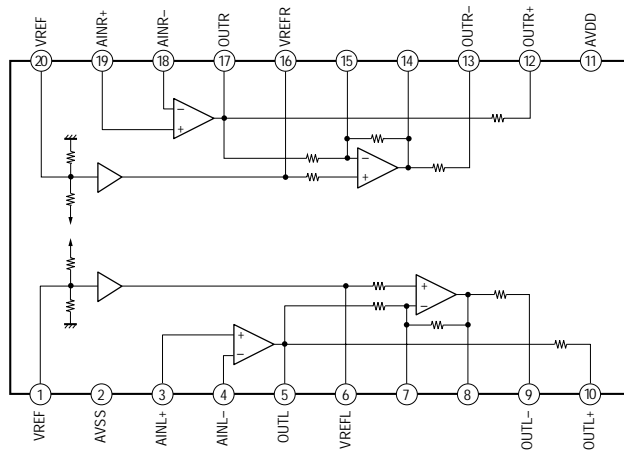 VREF AINR+ AINR− OUTR VREFR OUTR− OUTR+ AVDD
20 19 18 17 16 15 14 13 12 11
−
+
−
+
+
−
+
−
1 2 3 4 5 6 7 8 9 10
VREF AVSS AINL+ AINL− OUTL VREFL OUTL− OUTL+